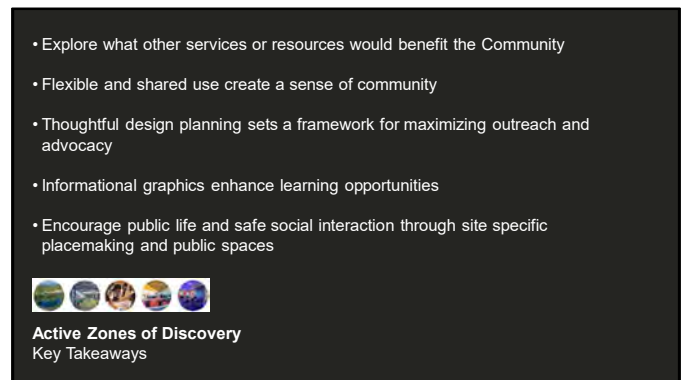 • Explore what other services or resources would benefit the Community
• Flexible and shared use create a sense of community
• Thoughtful design planning sets a framework for maximizing outreach and
advocacy
• Informational graphics enhance learning opportunities
• Encourage public life and safe social interaction through site specific
placemaking and public spaces
Active Zones of Discovery
Key Takeaways